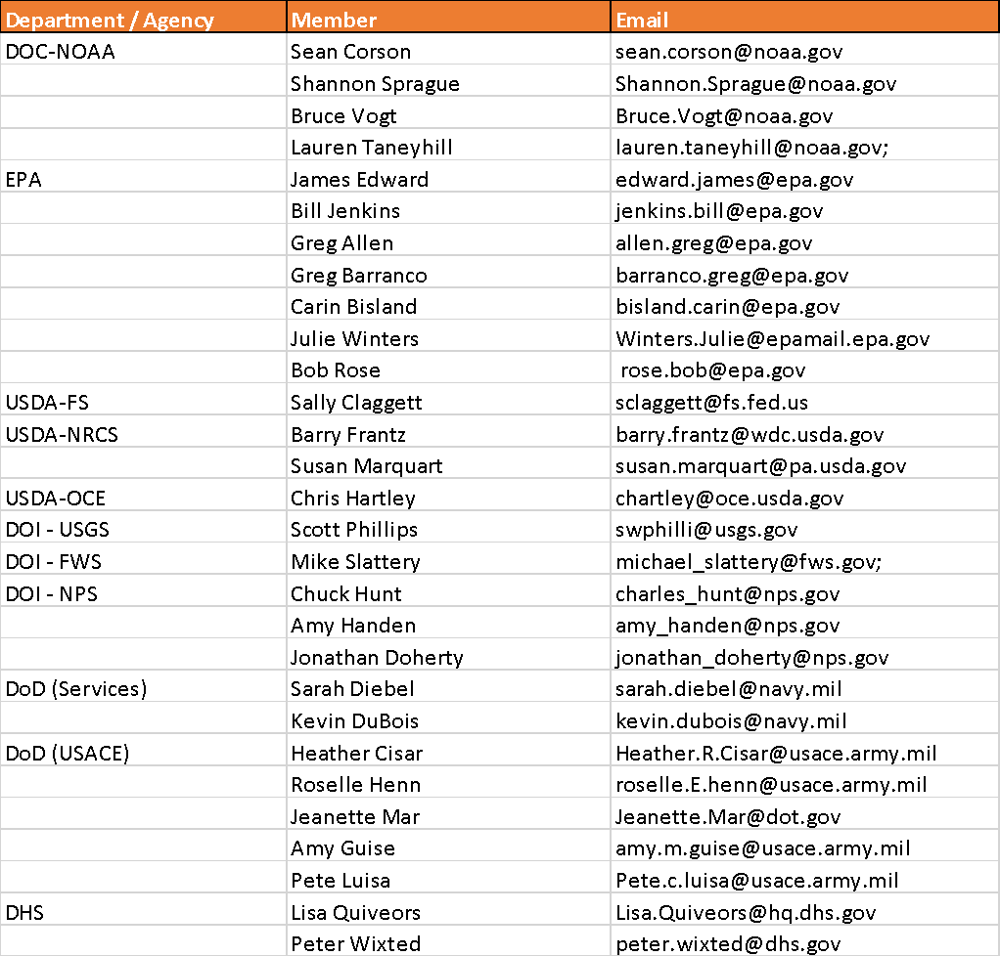 Department / Agency Member Email
DOC-NOAA Sean Corson sean.corson@noaa.gov
Shannon Sprague Shannon.Sprague@noaa.gov
Bruce Vogt Bruce.Vogt@noaa.gov
Lauren Taneyhill lauren.taneyhill@noaa.gov;
EPA James Edward edward.james@epa.gov
Bill Jenkins jenkins.bill@epa.gov
Greg Allen allen.greg@epa.gov
Greg Barranco barranco.greg@epa.gov
Carin Bisland bisland.carin@epa.gov
Julie Winters Winters.Julie@epamail.epa.gov
Bob Rose rose.bob@epa.gov
USDA-FS Sally Claggett sclaggett@fs.fed.us
USDA-NRCS Barry Frantz barry.frantz@wdc.usda.gov
Susan Marquart susan.marquart@pa.usda.gov
USDA-OCE Chris Hartley chartley@oce.usda.gov
DOI - USGS Scott Phillips swphilli@usgs.gov
DOI - FWS Mike Slattery michael_slattery@fws.gov;
DOI - NPS Chuck Hunt charles_hunt@nps.gov
Amy Handen amy_handen@nps.gov
Jonathan Doherty jonathan_doherty@nps.gov
DoD (Services) Sarah Diebel sarah.diebel@navy.mil
Kevin DuBois kevin.dubois@navy.mil
DoD (USACE) Heather Cisar Heather.R.Cisar@usace.army.mil
Roselle Henn roselle.E.henn@usace.army.mil
Jeanette Mar Jeanette.Mar@dot.gov
Amy Guise amy.m.guise@usace.army.mil
Pete Luisa Pete.c.luisa@usace.army.mil
DHS Lisa Quiveors Lisa.Quiveors@hq.dhs.gov
Peter Wixted peter.wixted@dhs.gov